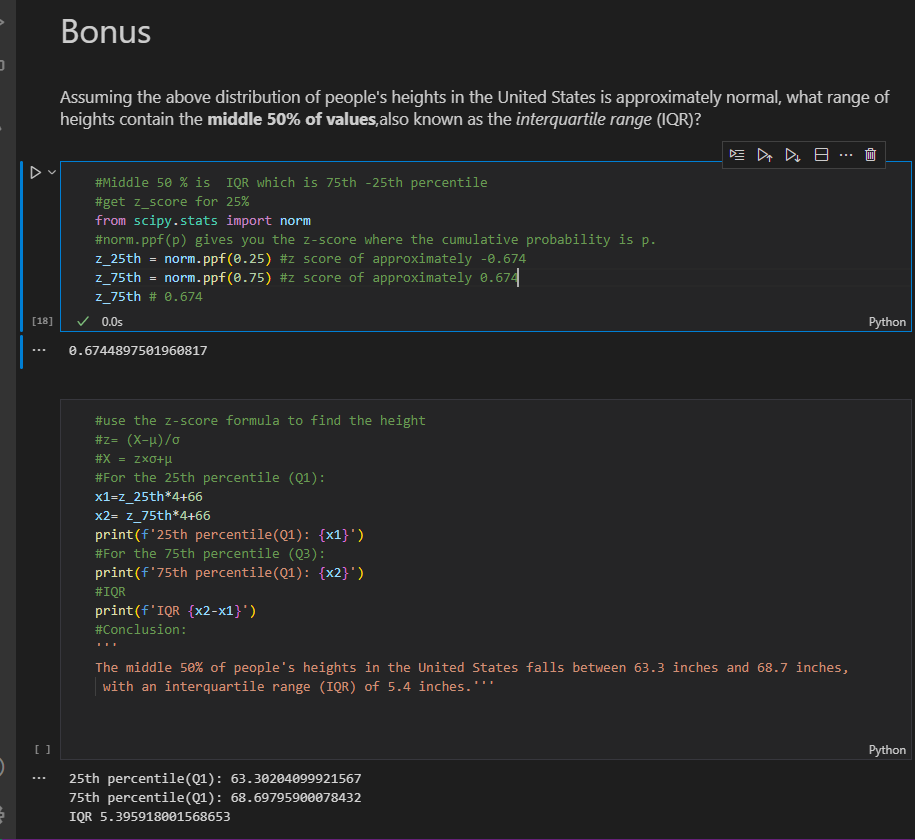 Bonus
Assuming the above distribution of people's heights in the United States is approximately normal, what range of
heights contain the middle 50% of values,also known as the interquartile range (IQR)?
#Middle 50 % is  IQR which is 75th -25th percentile
#get z_score for 25%
from scipy.stats import norm
#norm.ppf(p) gives you the z-score where the cumulative probability is p.
z_25th = norm.ppf(0.25) #z score of approximately -0.674
z_75th = norm.ppf(0.75) #z score of approximately 0.674
z_75th # 0.674
[18] 0.0s Python
0.6744897501960817
#use the z-score formula to find the height
#z= (X−μ)/σ
#X = z×σ+μ
#For the 25th percentile (Q1):
x1=z_25th*4+66
x2= z_75th*4+66
print(f'25th percentile(Q1): {x1}')
#For the 75th percentile (Q3):
print(f'75th percentile(Q1): {x2}')
#IQR
print(f'IQR {x2-x1}')
#Conclusion:
'''
The middle 50% of people's heights in the United States falls between 63.3 inches and 68.7 inches,
with an interquartile range (IQR) of 5.4 inches.'''
[ ] Python
25th percentile(Q1): 63.30204099921567
75th percentile(Q1): 68.69795900078432
IQR 5.395918001568653